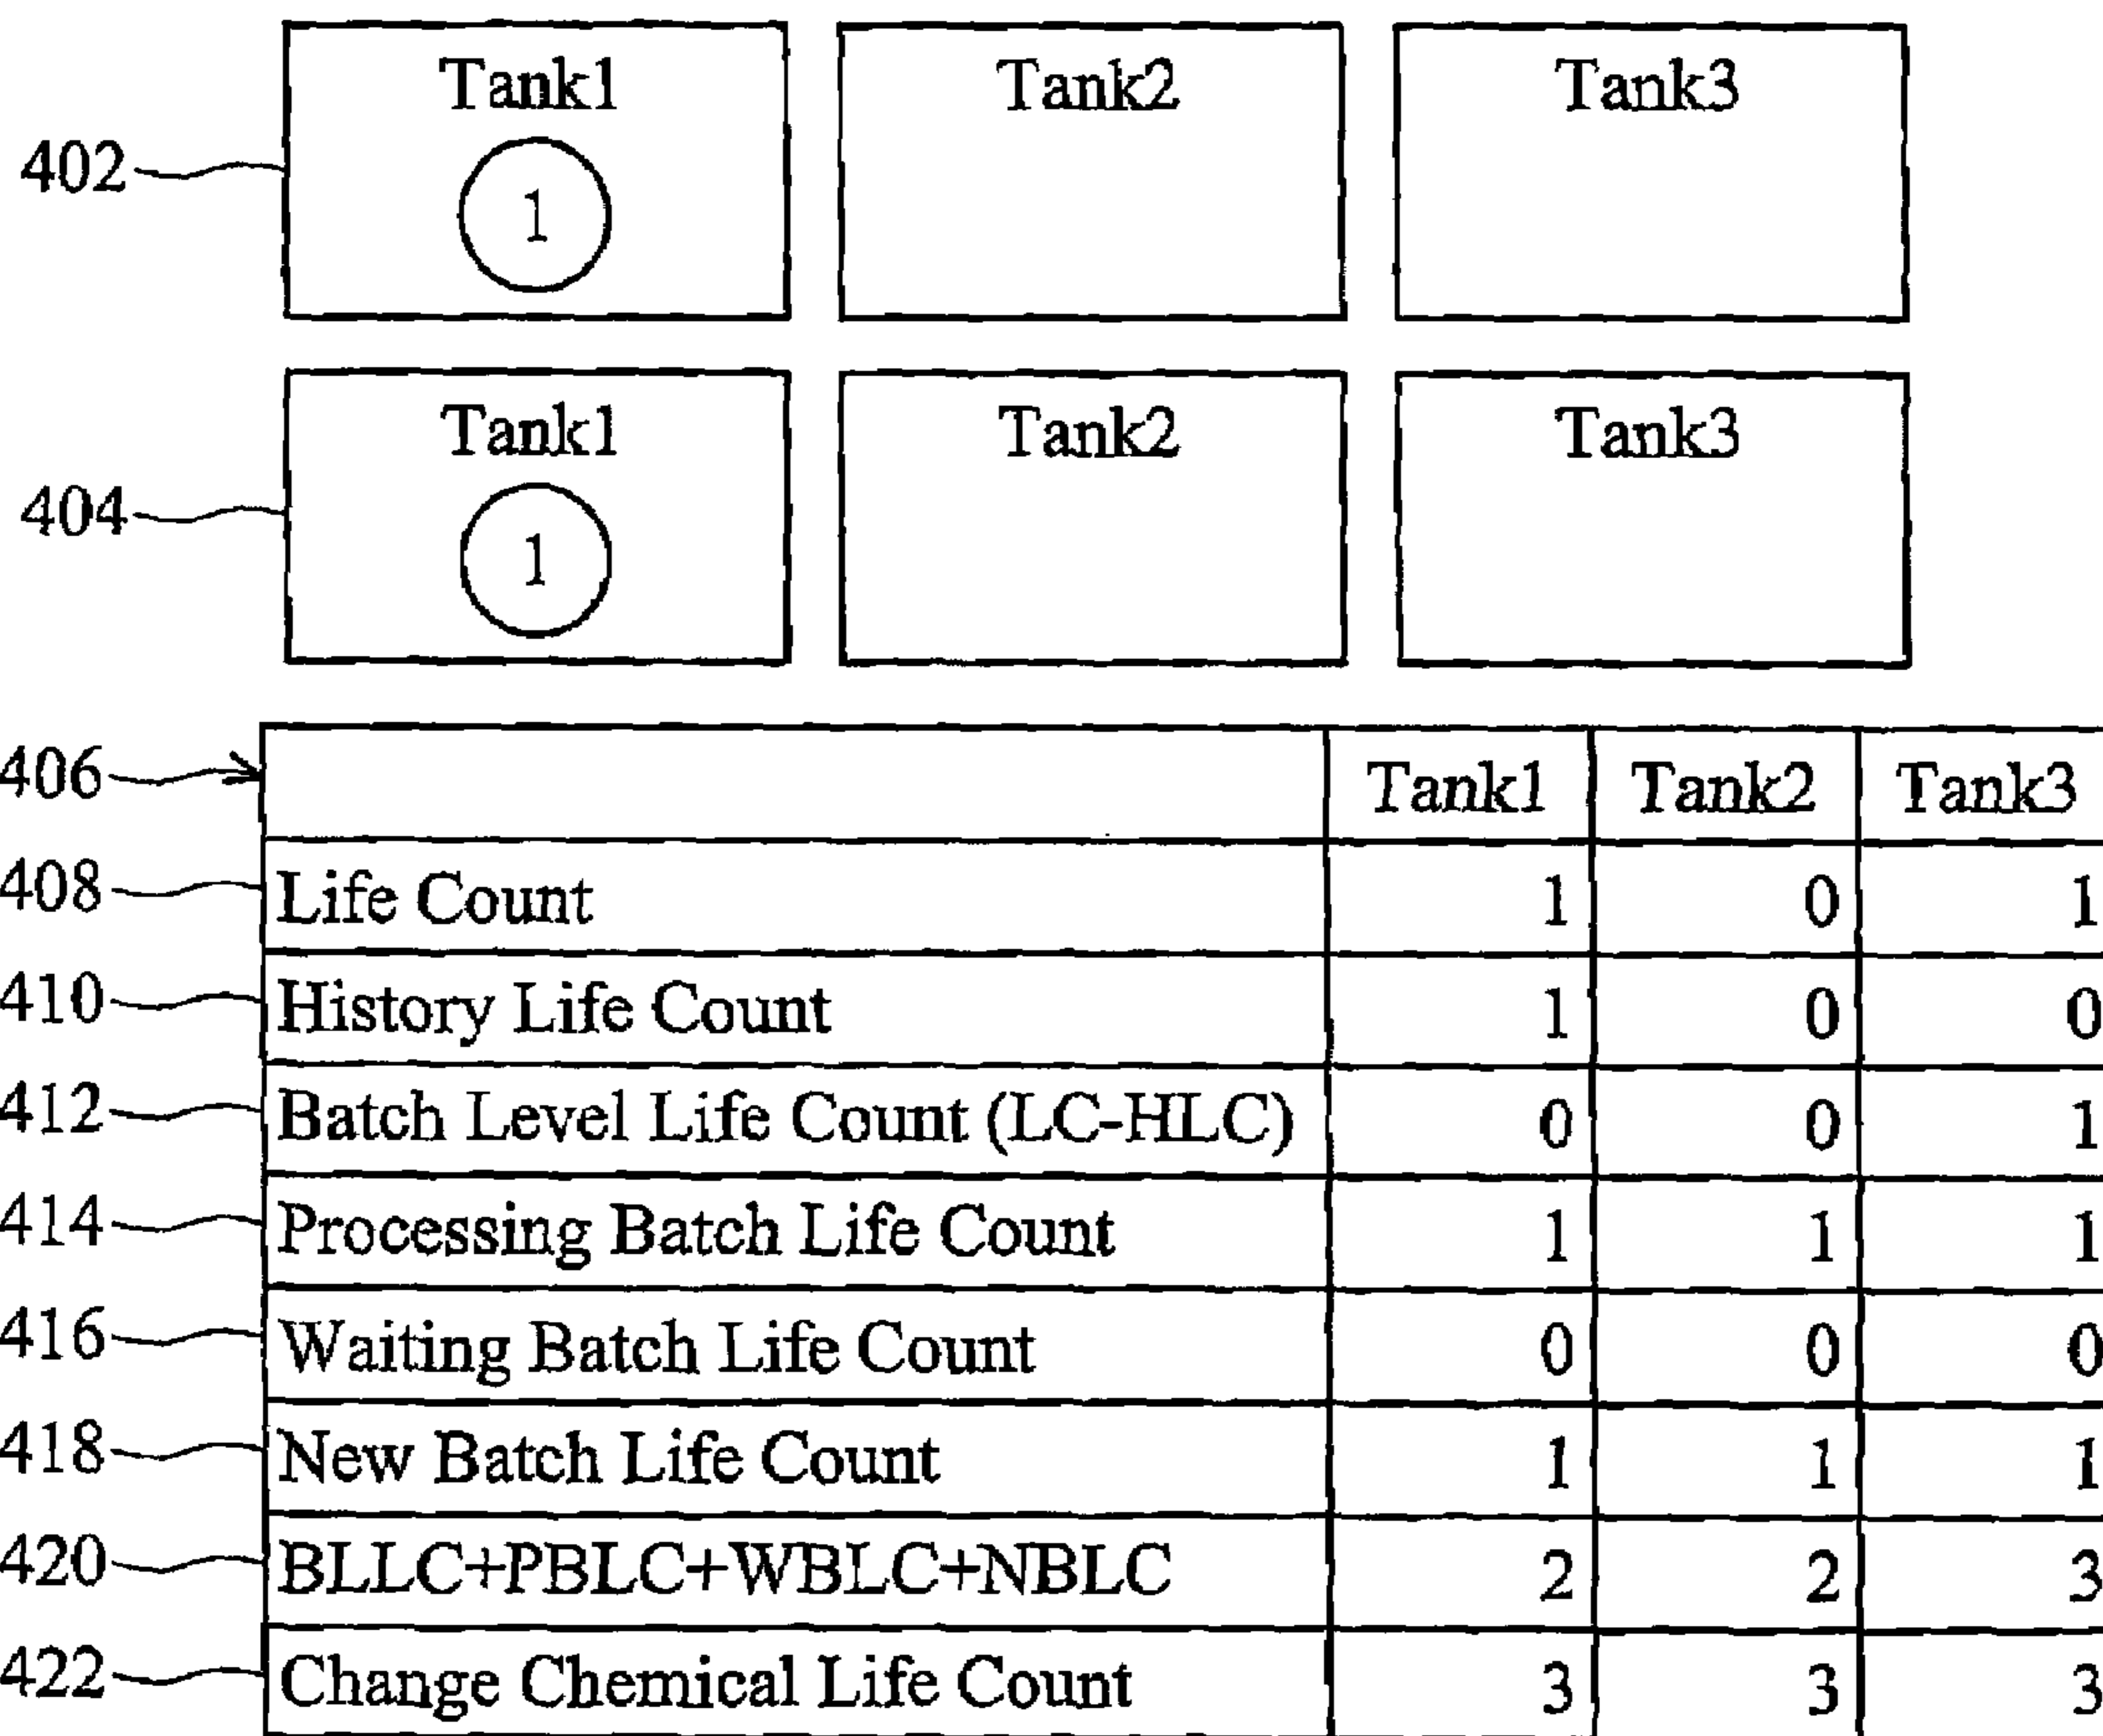 Tank1 Tank2 Tank3
402 1
Tank1 Tank2 Tank3
404 1
406 Tank1 Tank2 Tank3
408 Life Count 1 0 1
410 History Life Count 1 0 0
412 Batch Level Life Count (LC-HLC) 0 0 1
414 Processing Batch Life Count 1 1 1
416 Waiting Batch Life Count 0 0 0
418 New Batch Life Count 1 1 1
420 BLLC+PBLC+WBLC+NBLC 2 2 3
422 Change Chemical Life Count 3 3 3